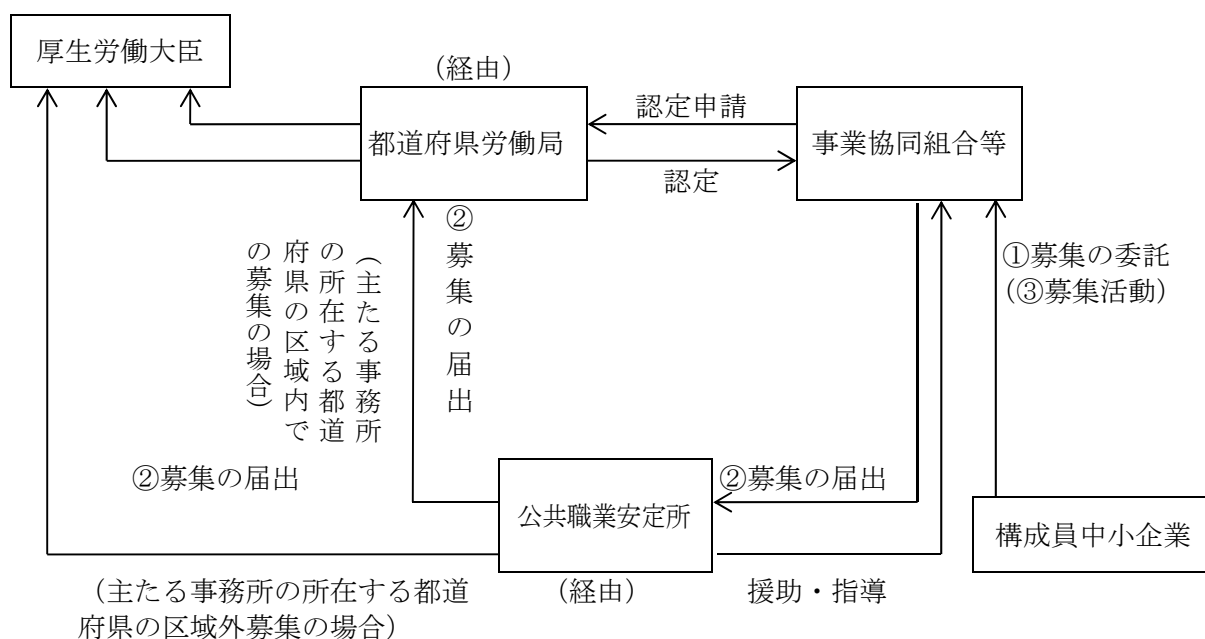 厚生労働大臣
(経由)
都道府県労働局
認定申請
認定
事業協同組合等
①募集の委託
(③募集活動)
②募集の届出
(主たる事務所
の所在する都道
府県の区域内で
の募集の場合)
②募集の届出
②募集の届出
公共職業安定所
構成員中小企業
(主たる事務所の所在する都道
府県の区域外募集の場合)
(経由)
援助・指導